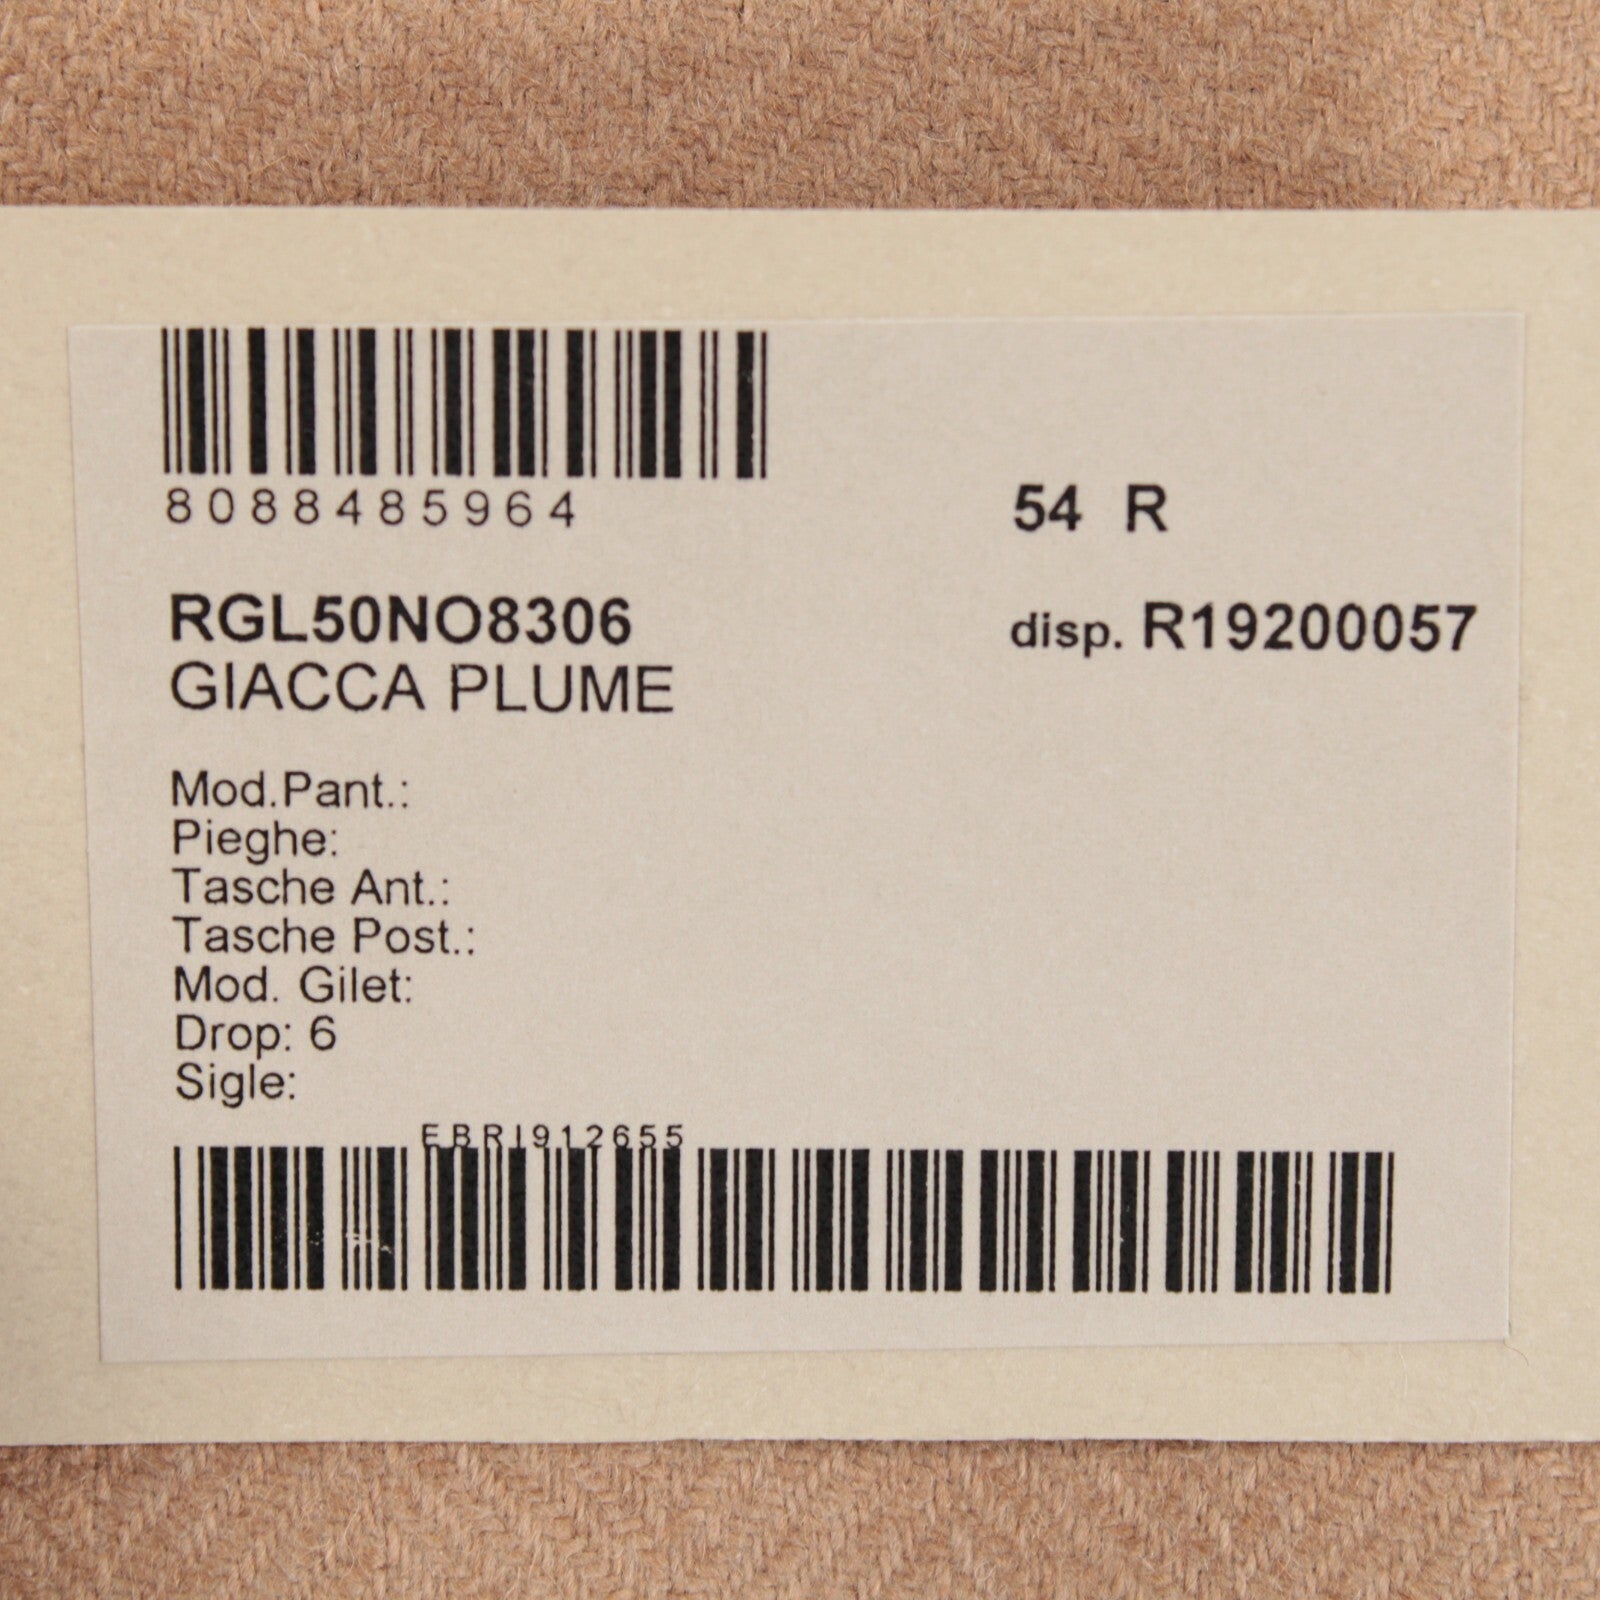 8088485964
54 R
RGL50NO8306
disp. R19200057
GIACCA PLUME
Mod.Pant.:
Pieghe:
Tasche Ant.:
Tasche Post.:
Mod. Gilet:
Drop: 6
Sigle:
EBRI912655